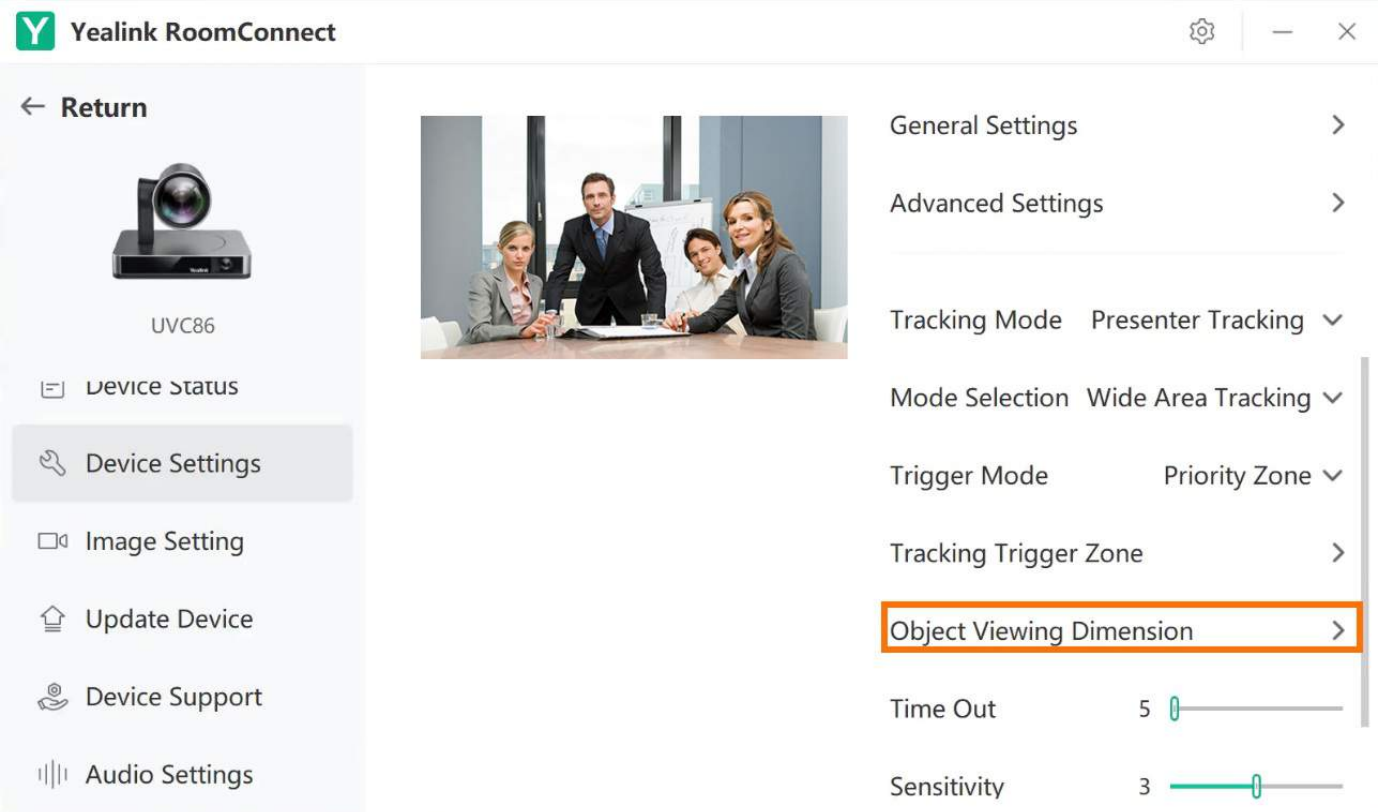 Yealink RoomConnect
Return
UVC86
Device Status
Device Settings
Image Setting
Update Device
Device Support
Audio Settings
General Settings
Advanced Settings
Tracking Mode Presenter Tracking
Mode Selection Wide Area Tracking
Trigger Mode Priority Zone
Tracking Trigger Zone
Object Viewing Dimension
Time Out 5
Sensitivity 3